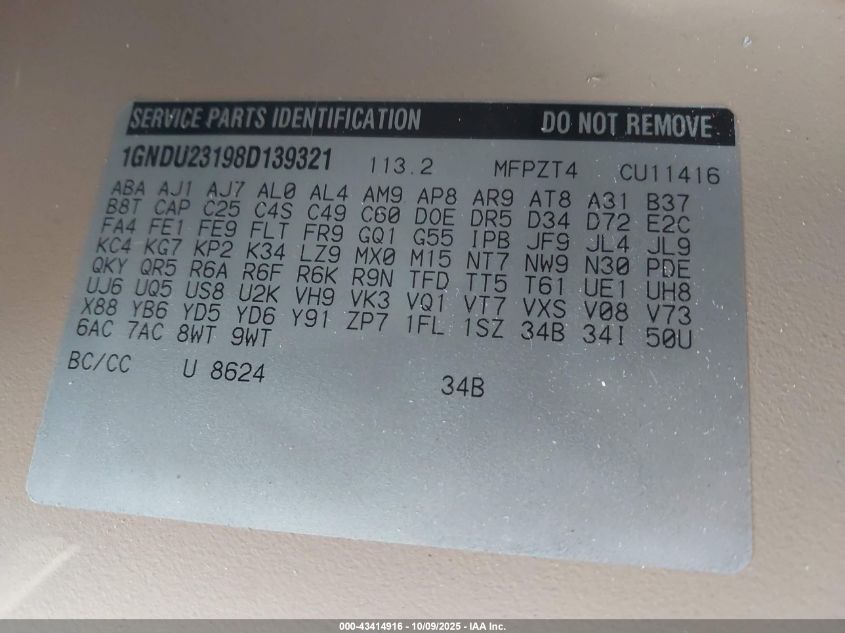 SERVICE PARTS IDENTIFICATION DO NOT REMOVE
1GNDU23198D139321 113.2 MFPZT4 CU11416
ABA AJ1 AJ7 AL0 AL4 AM9 AP8 AR9 AT8 A31 B37
B8T CAP C25 C4S C49 C60 DOE DR5 D34 D72 E2C
FA4 FE1 FE9 FLT FR9 GQ1 G55 IPB JF9 JL4 JL9
KC4 KG7 KP2 K34 LZ9 MX0 M15 NT7 NW9 N30 PDE
QKY QR5 R6A R6F R6K R9N TFD TT5 T61 UE1 UH8
UJ6 UQ5 US8 U2K VH9 VK3 VQ1 VT7 VXS V08 V73
X88 YB6 YD5 YD6 Y91 ZP7 1FL 1SZ 34B 34I 50U
6AC 7AC 8WT 9WT
BC/CC U 8624 34B
000-43414916 - 10/09/2025 - IAA Inc.